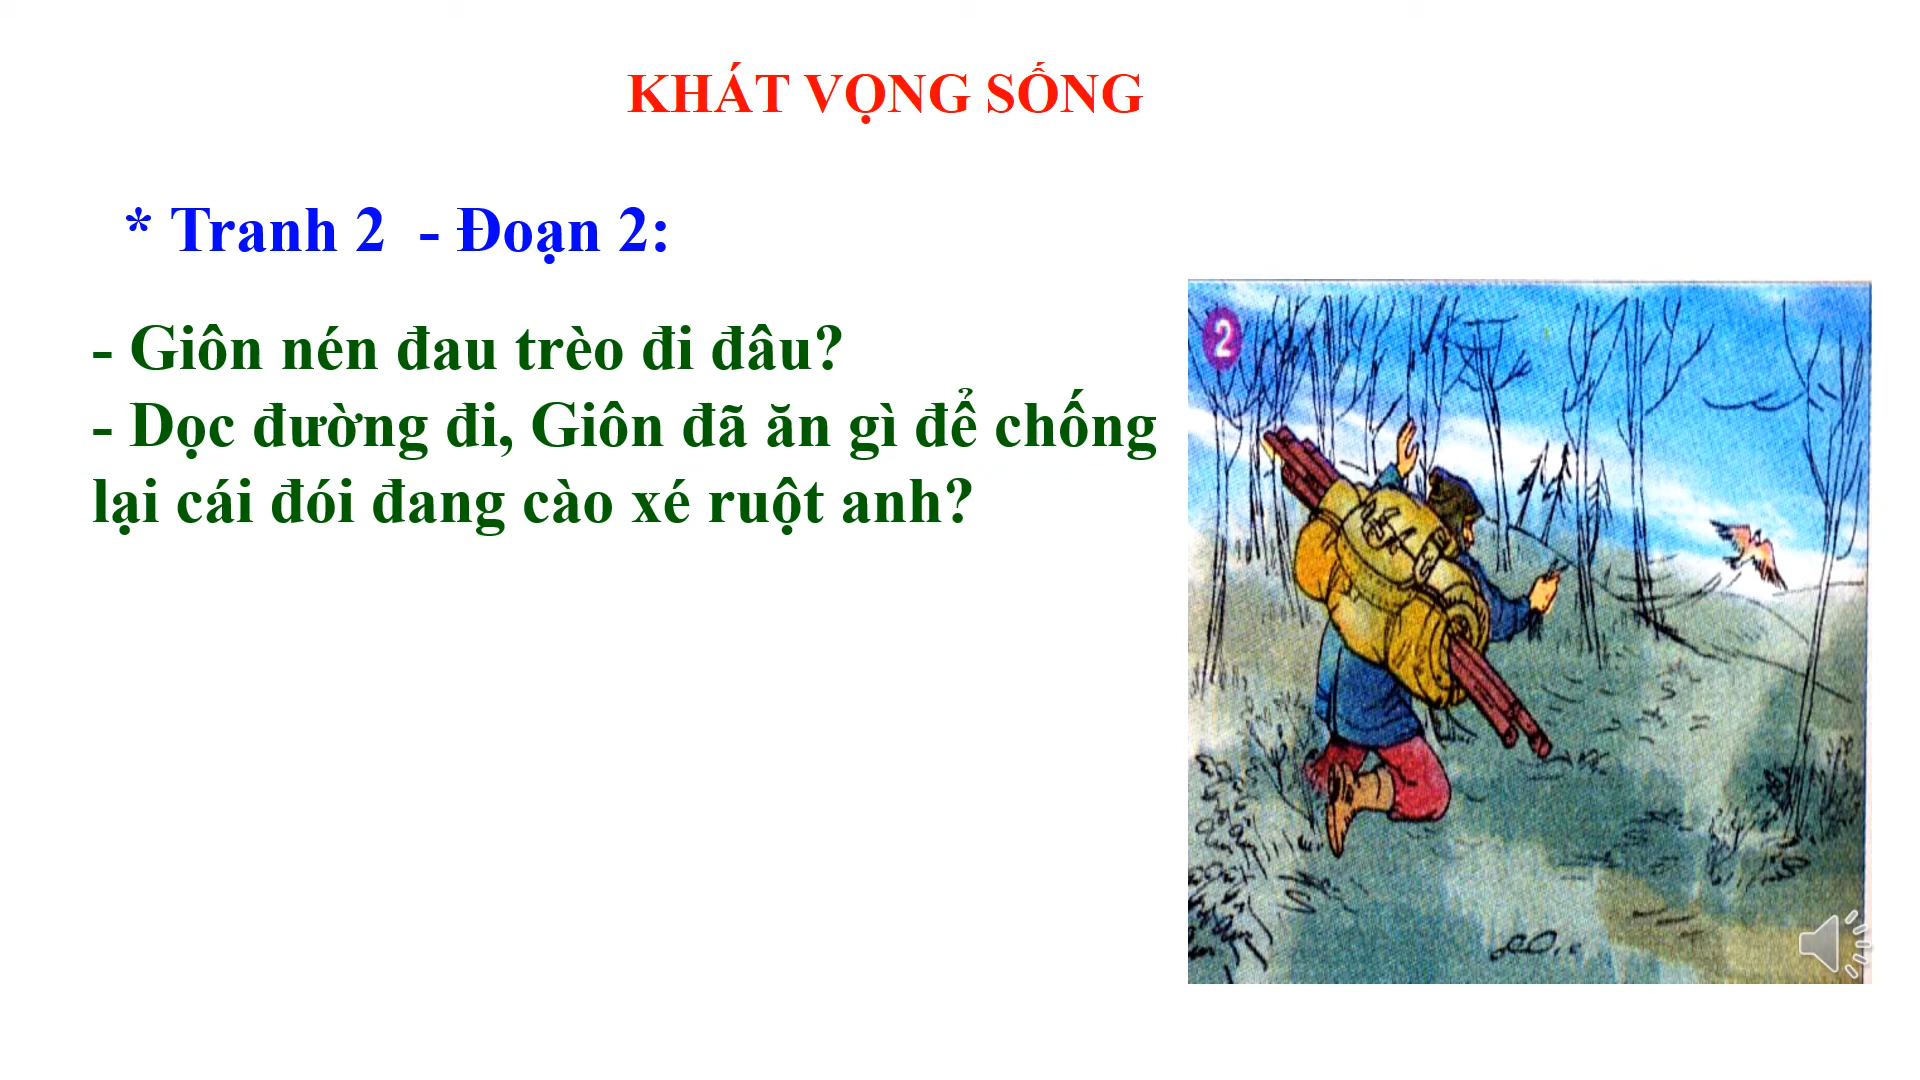 KHÁT VỌNG SỐNG
* Tranh 2 - Đoạn 2:
- Giôn nén đau trèo đi đâu?
- Dọc đường đi, Giôn đã ăn gì để chống
lại cái đói đang cào xé ruột anh?
2